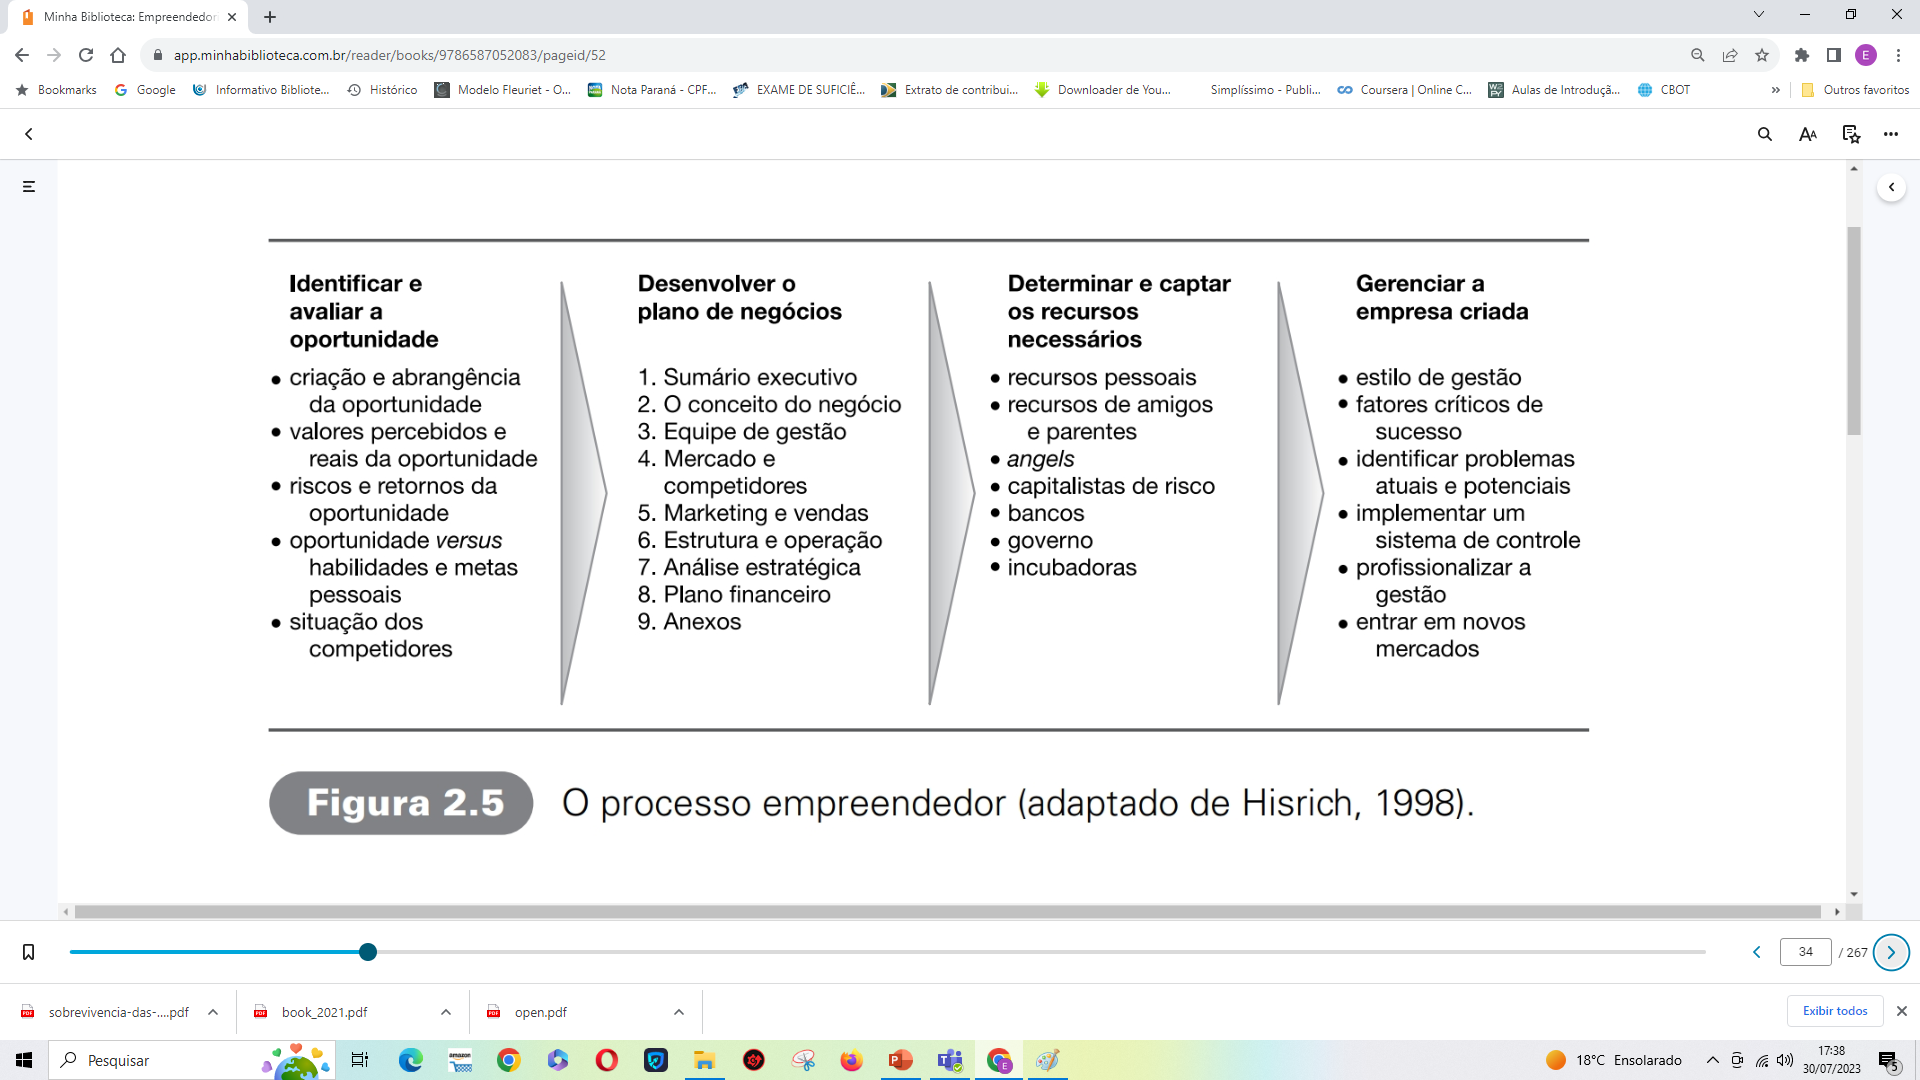 Minha Biblioteca: Empreendedor
app.minhabiblioteca.com.br/reader/books/9786587052083/pageid/52
E
Bookmarks
Google
Informativo Bibliote...
Histórico
Modelo Fleuriet - O...
Nota Paraná - CPF...
EXAME DE SUFICIÊ...
Extrato de contribui...
Downloader de You...
Simplíssimo - Publi...
Coursera | Online C...
Aulas de Introduçã...
CBOT
»
Outros favoritos
Identificar e
avaliar a
oportunidade
• criação e abrangência
da oportunidade
• valores percebidos e
reais da oportunidade
• riscos e retornos da
oportunidade
• oportunidade versus
habilidades e metas
pessoais
• situação dos
competidores
Desenvolver o
plano de negócios
1. Sumário executivo
2. O conceito do negócio
3. Equipe de gestão
4. Mercado e
competidores
5. Marketing e vendas
6. Estrutura e operação
7. Análise estratégica
8. Plano financeiro
9. Anexos
Determinar e captar
os recursos
necessários
• recursos pessoais
• recursos de amigos
e parentes
• angels
• capitalistas de risco
• bancos
• governo
• incubadoras
Gerenciar a
empresa criada
• estilo de gestão
• fatores críticos de
sucesso
• identificar problemas
atuais e potenciais
• implementar um
sistema de controle
• profissionalizar a
gestão
• entrar em novos
mercados
Figura 2.5 O processo empreendedor (adaptado de Hisrich, 1998).
34 / 267
sobrevivencia-das-....pdf
book_2021.pdf
open.pdf
Exibir todos
Pesquisar
18°C Ensolarado
17:38
30/07/2023
5